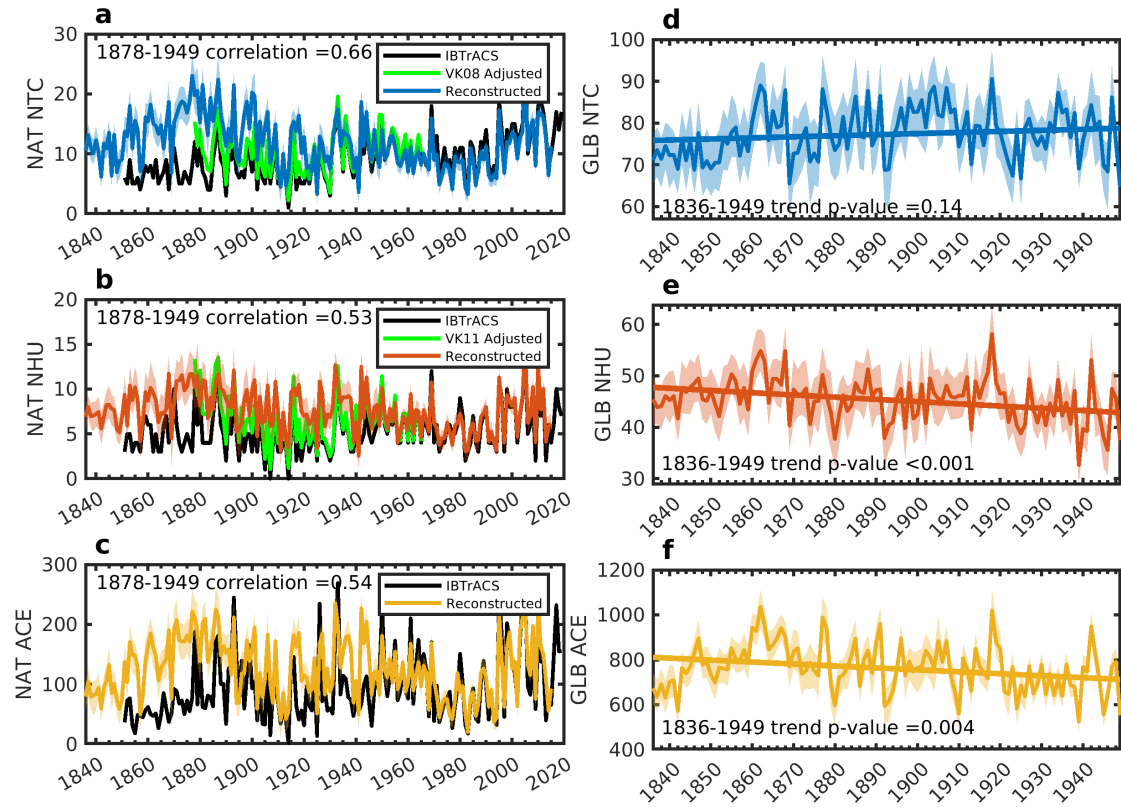 a
1878-1949 correlation =0.66
IBTrACS
VK08 Adjusted
Reconstructed
NAT NTC
30
20
10
0
1840 1860 1880 1900 1920 1940 1960 1980 2000 2020
b
1878-1949 correlation =0.53
IBTrACS
VK11 Adjusted
Reconstructed
NAT NHU
20
15
10
5
0
1840 1860 1880 1900 1920 1940 1960 1980 2000 2020
c
1878-1949 correlation =0.54
IBTrACS
Reconstructed
NAT ACE
300
200
100
0
1840 1860 1880 1900 1920 1940 1960 1980 2000 2020
d
GLB NTC
100
90
80
70
60
1836-1949 trend p-value =0.14
1840 1850 1860 1870 1880 1890 1900 1910 1920 1930 1940
e
GLB NHU
60
50
40
30
1836-1949 trend p-value <0.001
1840 1850 1860 1870 1880 1890 1900 1910 1920 1930 1940
f
GLB ACE
1200
1000
800
600
400
1836-1949 trend p-value =0.004
1840 1850 1860 1870 1880 1890 1900 1910 1920 1930 1940